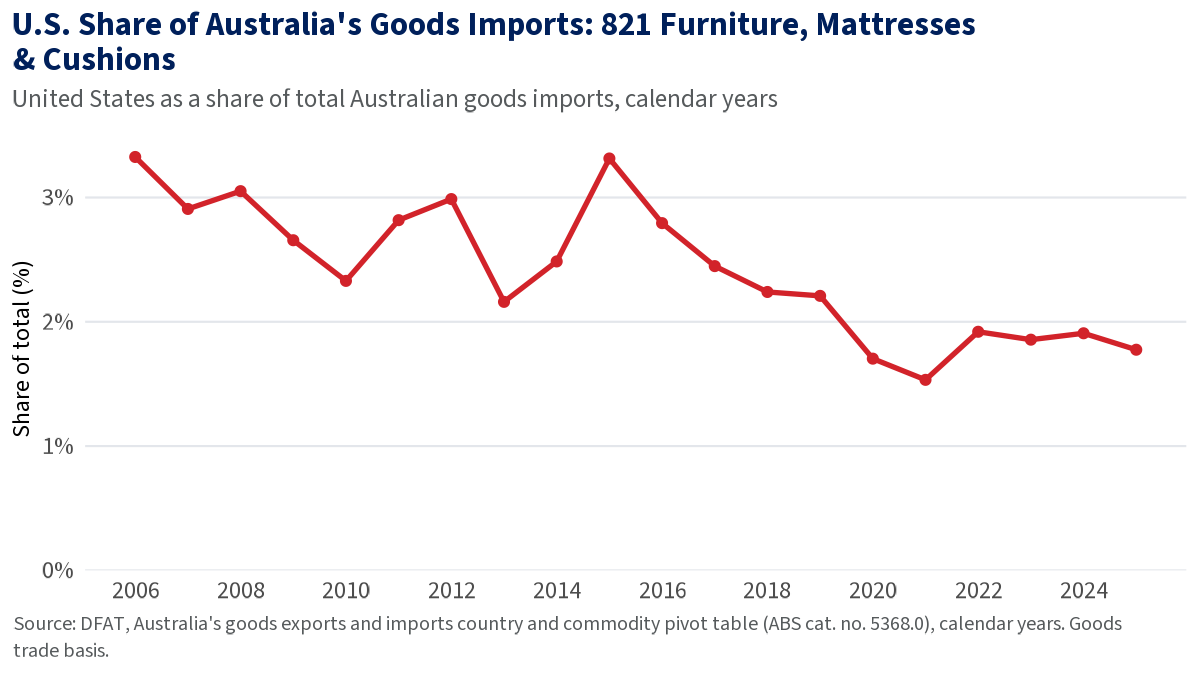 U.S. Share of Australia's Goods Imports: 821 Furniture, Mattresses
& Cushions
United States as a share of total Australian goods imports, calendar years
Share of total (%)
3%
2%
1%
0%
2006 2008 2010 2012 2014 2016 2018 2020 2022 2024
Source: DFAT, Australia's goods exports and imports country and commodity pivot table (ABS cat. no. 5368.0), calendar years. Goods
trade basis.